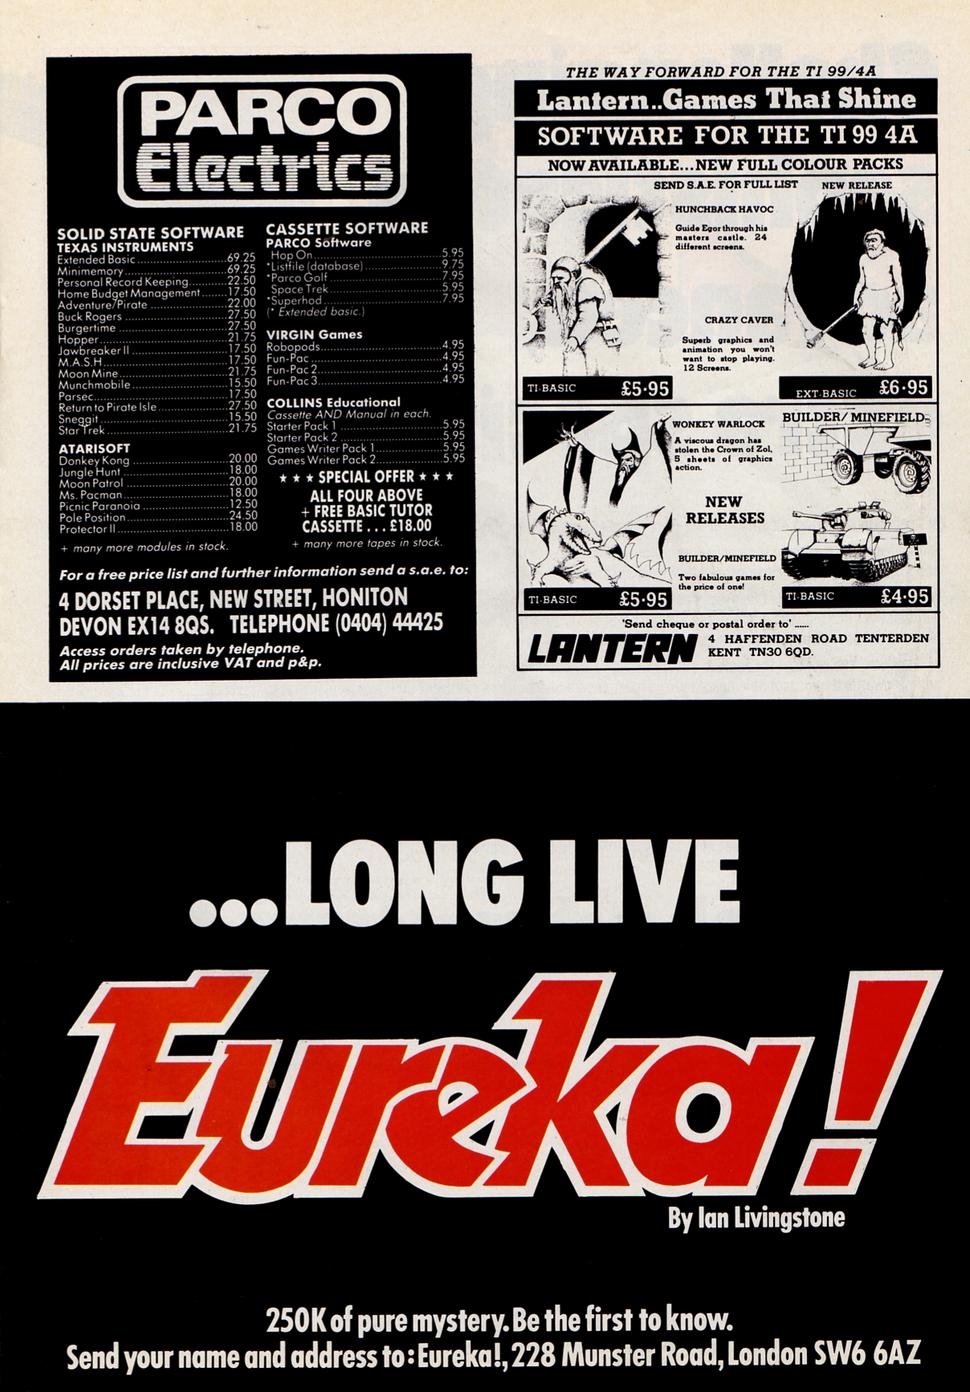 PARCO
Electrics
SOLID STATE SOFTWARE
TEXAS INSTRUMENTS
Extended Basic 69.25
Minimemory 69.25
Personal Record Keeping 22.50
Home Budget Management 17.50
Adventure/Pirate 22.00
Buck Rogers 27.50
Burgertime 27.50
Hopper 21.75
Jawbreaker II 17.50
M.A.S.H 17.50
Moon Mine 21.75
Munchmobile 15.50
Parsec 17.50
Return to Pirate Isle 27.50
Sneggit 15.50
Star Trek 21.75
ATARISOFT
Donkey Kong 20.00
Jungle Hunt 18.00
Moon Patrol 20.00
Ms. Pacman 18.00
Picnic Paranoia 12.50
Pole Position 24.50
Protector II 18.00
+ many more modules in stock.
CASSETTE SOFTWARE
PARCO Software
Hop On 5.95
*Listfile (database) 9.75
*Parco Golf 7.95
Space Trek 5.95
*Superhod 7.95
(* Extended basic.)
VIRGIN Games
Robopods 4.95
Fun-Pac 4.95
Fun-Pac 2 4.95
Fun-Pac 3 4.95
COLLINS Educational
Cassette AND Manual in each.
Starter Pack 1 5.95
Starter Pack 2 5.95
Games Writer Pack 1 5.95
Games Writer Pack 2 5.95
★ ★ ★ SPECIAL OFFER ★ ★ ★
ALL FOUR ABOVE
+ FREE BASIC TUTOR
CASSETTE . . . £18.00
+ many more tapes in stock.
For a free price list and further information send a s.a.e. to:
4 DORSET PLACE, NEW STREET, HONITON
DEVON EX14 8QS. TELEPHONE (0404) 44425
Access orders taken by telephone.
All prices are inclusive VAT and p&p.
THE WAY FORWARD FOR THE TI 99/4A
Lantern..Games That Shine
SOFTWARE FOR THE TI 99 4A
NOW AVAILABLE...NEW FULL COLOUR PACKS
SEND S.A.E. FOR FULL LIST
NEW RELEASE
HUNCHBACK HAVOC
Guide Egor through his
masters castle. 24
different screens.
CRAZY CAVER
Superb graphics and
animation you won't
want to stop playing.
12 Screens.
TI-BASIC £5·95
EXT-BASIC £6·95
WONKEY WARLOCK
A viscous dragon has
stolen the Crown of Zol,
5 sheets of graphics
action.
NEW
RELEASES
BUILDER/MINEFIELD
BUILDER/MINEFIELD
Two fabulous games for
the price of one!
TI-BASIC £5·95
TI-BASIC £4·95
'Send cheque or postal order to' ......
LANTERN
4 HAFFENDEN ROAD TENTERDEN
KENT TN30 6QD.
...LONG LIVE
Eureka!
By Ian Livingstone
250K of pure mystery. Be the first to know.
Send your name and address to: Eureka!, 228 Munster Road, London SW6 6AZ